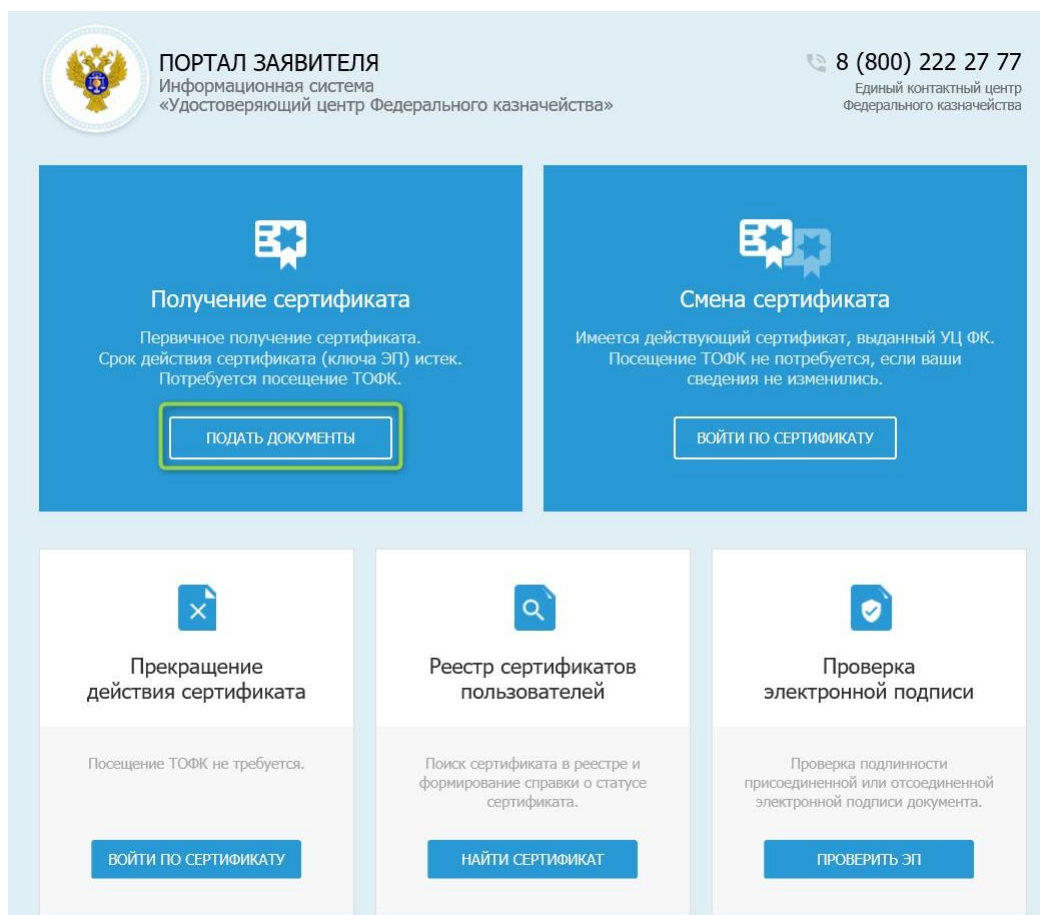 ПОРТАЛ ЗАЯВИТЕЛЯ
Информационная система
«Удостоверяющий центр Федерального казначейства»
8 (800) 222 27 77
Единый контактный центр
Федерального казначейства
Получение сертификата
Первичное получение сертификата.
Срок действия сертификата (ключа ЭП) истек.
Потребуется посещение ТОФК.
ПОДАТЬ ДОКУМЕНТЫ
Смена сертификата
Имеется действующий сертификат, выданный УЦ ФК.
Посещение ТОФК не потребуется, если ваши
сведения не изменились.
ВОЙТИ ПО СЕРТИФИКАТУ
Прекращение
действия сертификата
Посещение ТОФК не требуется.
ВОЙТИ ПО СЕРТИФИКАТУ
Реестр сертификатов
пользователей
Поиск сертификата в реестре и
формирование справки о статусе
сертификата.
НАЙТИ СЕРТИФИКАТ
Проверка
электронной подписи
Проверка подлинности
присоединенной или отсоединенной
электронной подписи документа.
ПРОВЕРИТЬ ЭП